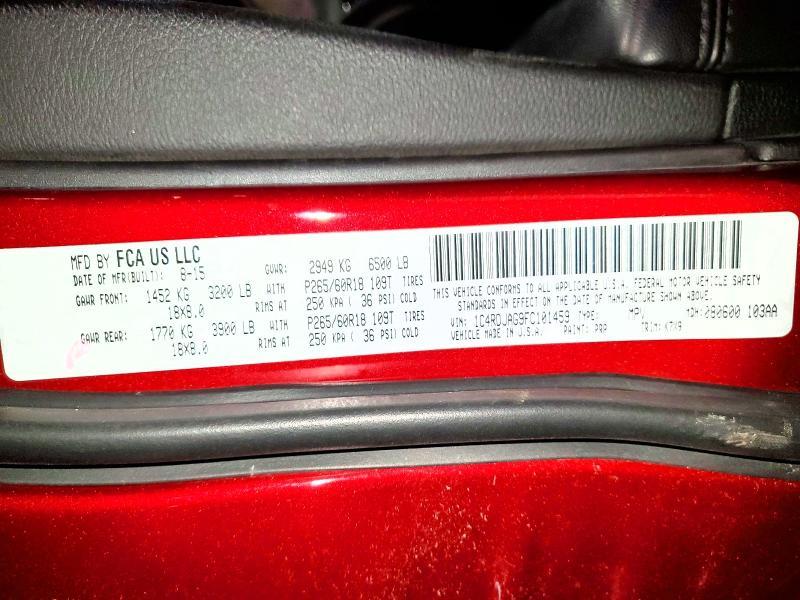 MFD BY FCA US LLC
DATE OF MFR(BUILT): 8-15 GVWR: 2949 KG 6500 LB
GAWR FRONT: 1452 KG 3200 LB WITH P265/60R18 109T TIRES
18X8.0 RIMS AT 250 KPA ( 36 PSI) COLD
GAWR REAR: 1770 KG 3900 LB WITH P265/60R18 109T TIRES
18X8.0 RIMS AT 250 KPA ( 36 PSI) COLD
THIS VEHICLE CONFORMS TO ALL APPLICABLE U.S.A. FEDERAL MOTOR VEHICLE SAFETY
STANDARDS IN EFFECT ON THE DATE OF MANUFACTURE SHOWN ABOVE.
VIN: 1C4RDJAG9FC101459 TYPE: MPV MDH: 080600 103AA
VEHICLE MADE IN U.S.A. PAINT: PRP TRIM: K7X9